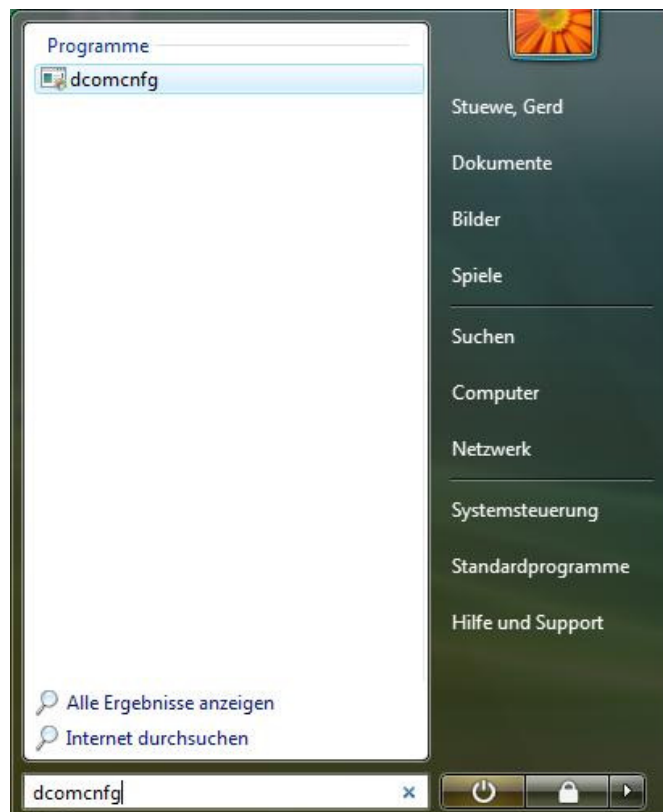 Programme
dcomcnfg
Stuewe, Gerd
Dokumente
Bilder
Spiele
Suchen
Computer
Netzwerk
Systemsteuerung
Standardprogramme
Hilfe und Support
Alle Ergebnisse anzeigen
Internet durchsuchen
dcomcnfg